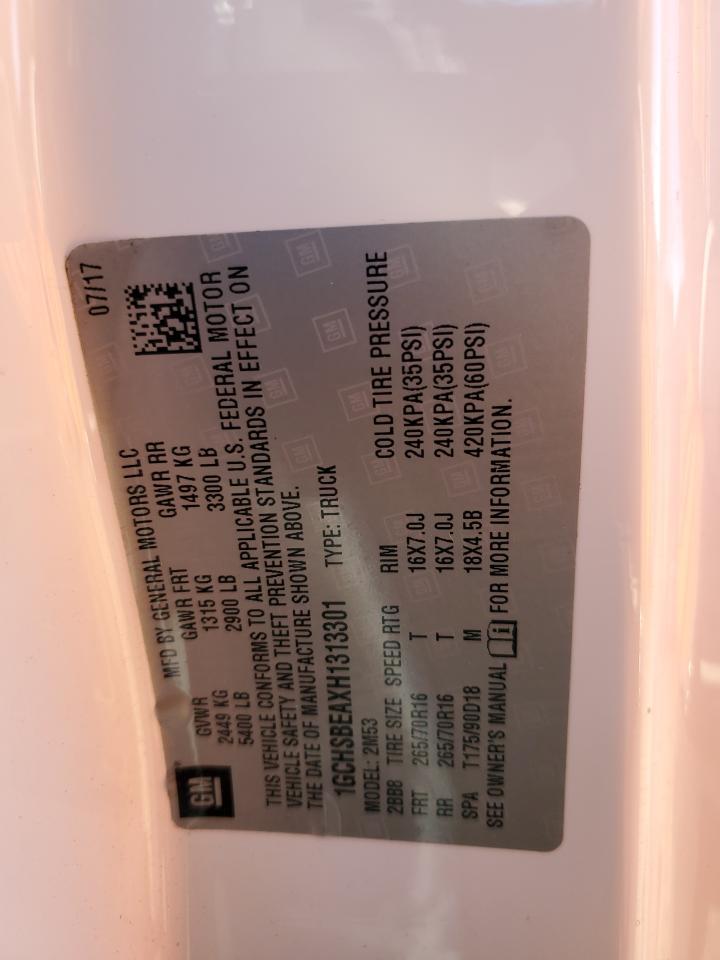 07/17
MFD BY GENERAL MOTORS LLC
GVWR GAWR FRT GAWR RR
2449 KG 1315 KG 1497 KG
5400 LB 2900 LB 3300 LB
GM
THIS VEHICLE CONFORMS TO ALL APPLICABLE U.S. FEDERAL MOTOR
VEHICLE SAFETY AND THEFT PREVENTION STANDARDS IN EFFECT ON
THE DATE OF MANUFACTURE SHOWN ABOVE.
1GCHSBEAXH1313301 TYPE: TRUCK
MODEL: 2M53
2BB8 TIRE SIZE SPEED RTG RIM COLD TIRE PRESSURE
FRT 265/70R16 T 16X7.0J 240KPA(35PSI)
RR 265/70R16 T 16X7.0J 240KPA(35PSI)
SPA T175/90D18 M 18X4.5B 420KPA(60PSI)
SEE OWNER'S MANUAL i FOR MORE INFORMATION.